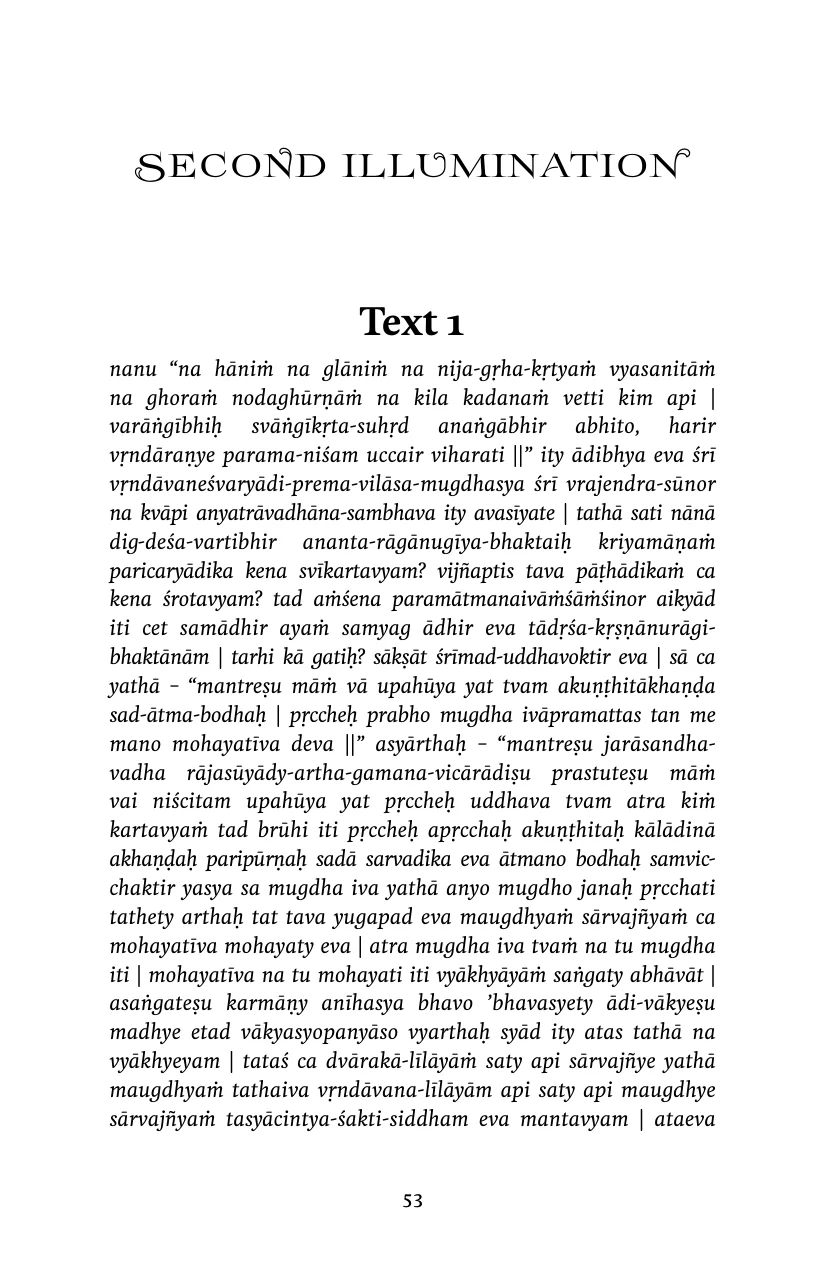 SECOND ILLUMINATION
Text 1
nanu “na hāniṁ na glāniṁ na nija-gṛha-kṛtyaṁ vyasanitāṁ
na ghoraṁ nodaghūrṇāṁ na kila kadanaṁ vetti kim api |
varāṅgībhiḥ svāṅgīkṛta-suhṛd anaṅgābhir abhito, harir
vṛndāraṇye parama-niśam uccair viharati ||” ity ādibhya eva śrī
vṛndāvaneśvaryādi-prema-vilāsa-mugdhasya śrī vrajendra-sūnor
na kvāpi anyatrāvadhāna-sambhava ity avasīyate | tathā sati nānā
dig-deśa-vartibhir ananta-rāgānugīya-bhaktaiḥ kriyamāṇaṁ
paricaryādika kena svīkartavyam? vijñaptis tava pāṭhādikaṁ ca
kena śrotavyam? tad aṁśena paramātmanaivāṁśāṁśinor aikyād
iti cet samādhir ayaṁ samyag ādhir eva tādṛśa-kṛṣṇānurāgi-
bhaktānām | tarhi kā gatiḥ? sākṣāt śrīmad-uddhavoktir eva | sā ca
yathā – “mantreṣu māṁ vā upahūya yat tvam akuṇṭhitākhaṇḍa
sad-ātma-bodhaḥ | pṛccheḥ prabho mugdha ivāpramattas tan me
mano mohayatīva deva ||” asyārthaḥ – “mantreṣu jarāsandha-
vadha rājasūyādy-artha-gamana-vicārādiṣu prastuteṣu māṁ
vai niścitam upahūya yat pṛccheḥ uddhava tvam atra kiṁ
kartavyaṁ tad brūhi iti pṛccheḥ apṛcchaḥ akuṇṭhitaḥ kālādinā
akhaṇḍaḥ paripūrṇaḥ sadā sarvadika eva ātmano bodhaḥ samvic-
chaktir yasya sa mugdha iva yathā anyo mugdho janaḥ pṛcchati
tathety arthaḥ tat tava yugapad eva maugdhyaṁ sārvajñyaṁ ca
mohayatīva mohayaty eva | atra mugdha iva tvaṁ na tu mugdha
iti | mohayatīva na tu mohayati iti vyākhyāyāṁ saṅgaty abhāvāt |
asaṅgateṣu karmāṇy anīhasya bhavo ’bhavasyety ādi-vākyeṣu
madhye etad vākyasyopanyāso vyarthaḥ syād ity atas tathā na
vyākhyeyam | tataś ca dvārakā-līlāyāṁ saty api sārvajñye yathā
maugdhyaṁ tathaiva vṛndāvana-līlāyām api saty api maugdhye
sārvajñyaṁ tasyācintya-śakti-siddham eva mantavyam | ataeva
53